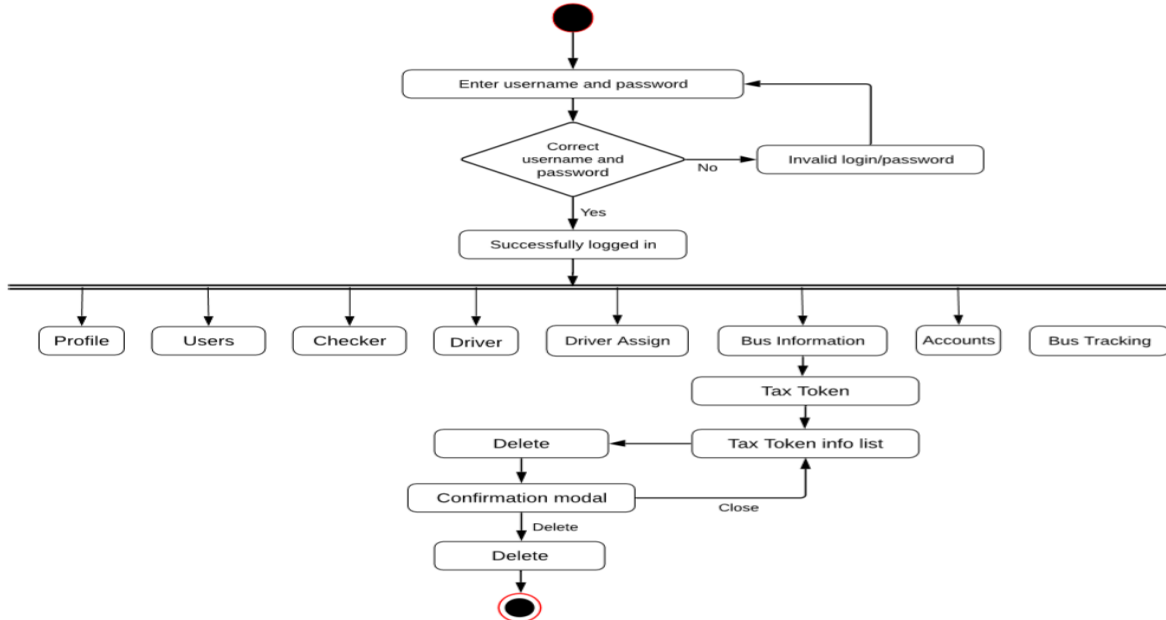 Enter username and password
Correct
username and
password
No
Invalid login/password
Yes
Successfully logged in
Profile
Users
Checker
Driver
Driver Assign
Bus Information
Accounts
Bus Tracking
Tax Token
Delete
Tax Token info list
Confirmation modal
Close
Delete
Delete